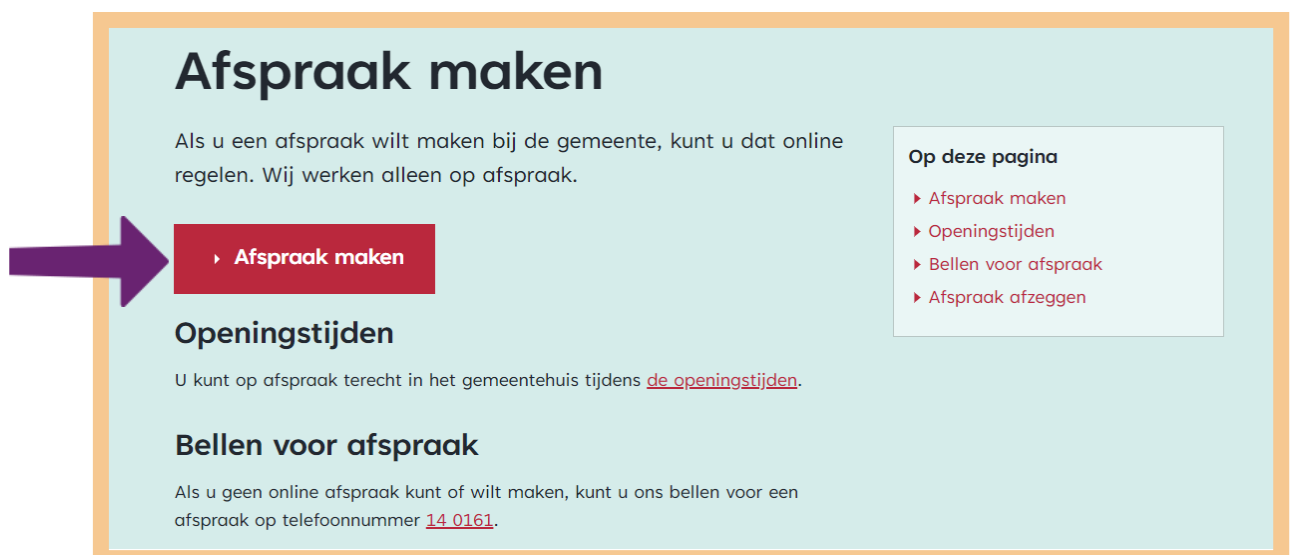 Afspraak maken
Als u een afspraak wilt maken bij de gemeente, kunt u dat online
regelen. Wij werken alleen op afspraak.
Afspraak maken
Openingstijden
U kunt op afspraak terecht in het gemeentehuis tijdens de openingstijden.
Bellen voor afspraak
Als u geen online afspraak kunt of wilt maken, kunt u ons bellen voor een
afspraak op telefoonnummer 14 0161.
Op deze pagina
Afspraak maken
Openingstijden
Bellen voor afspraak
Afspraak afzeggen